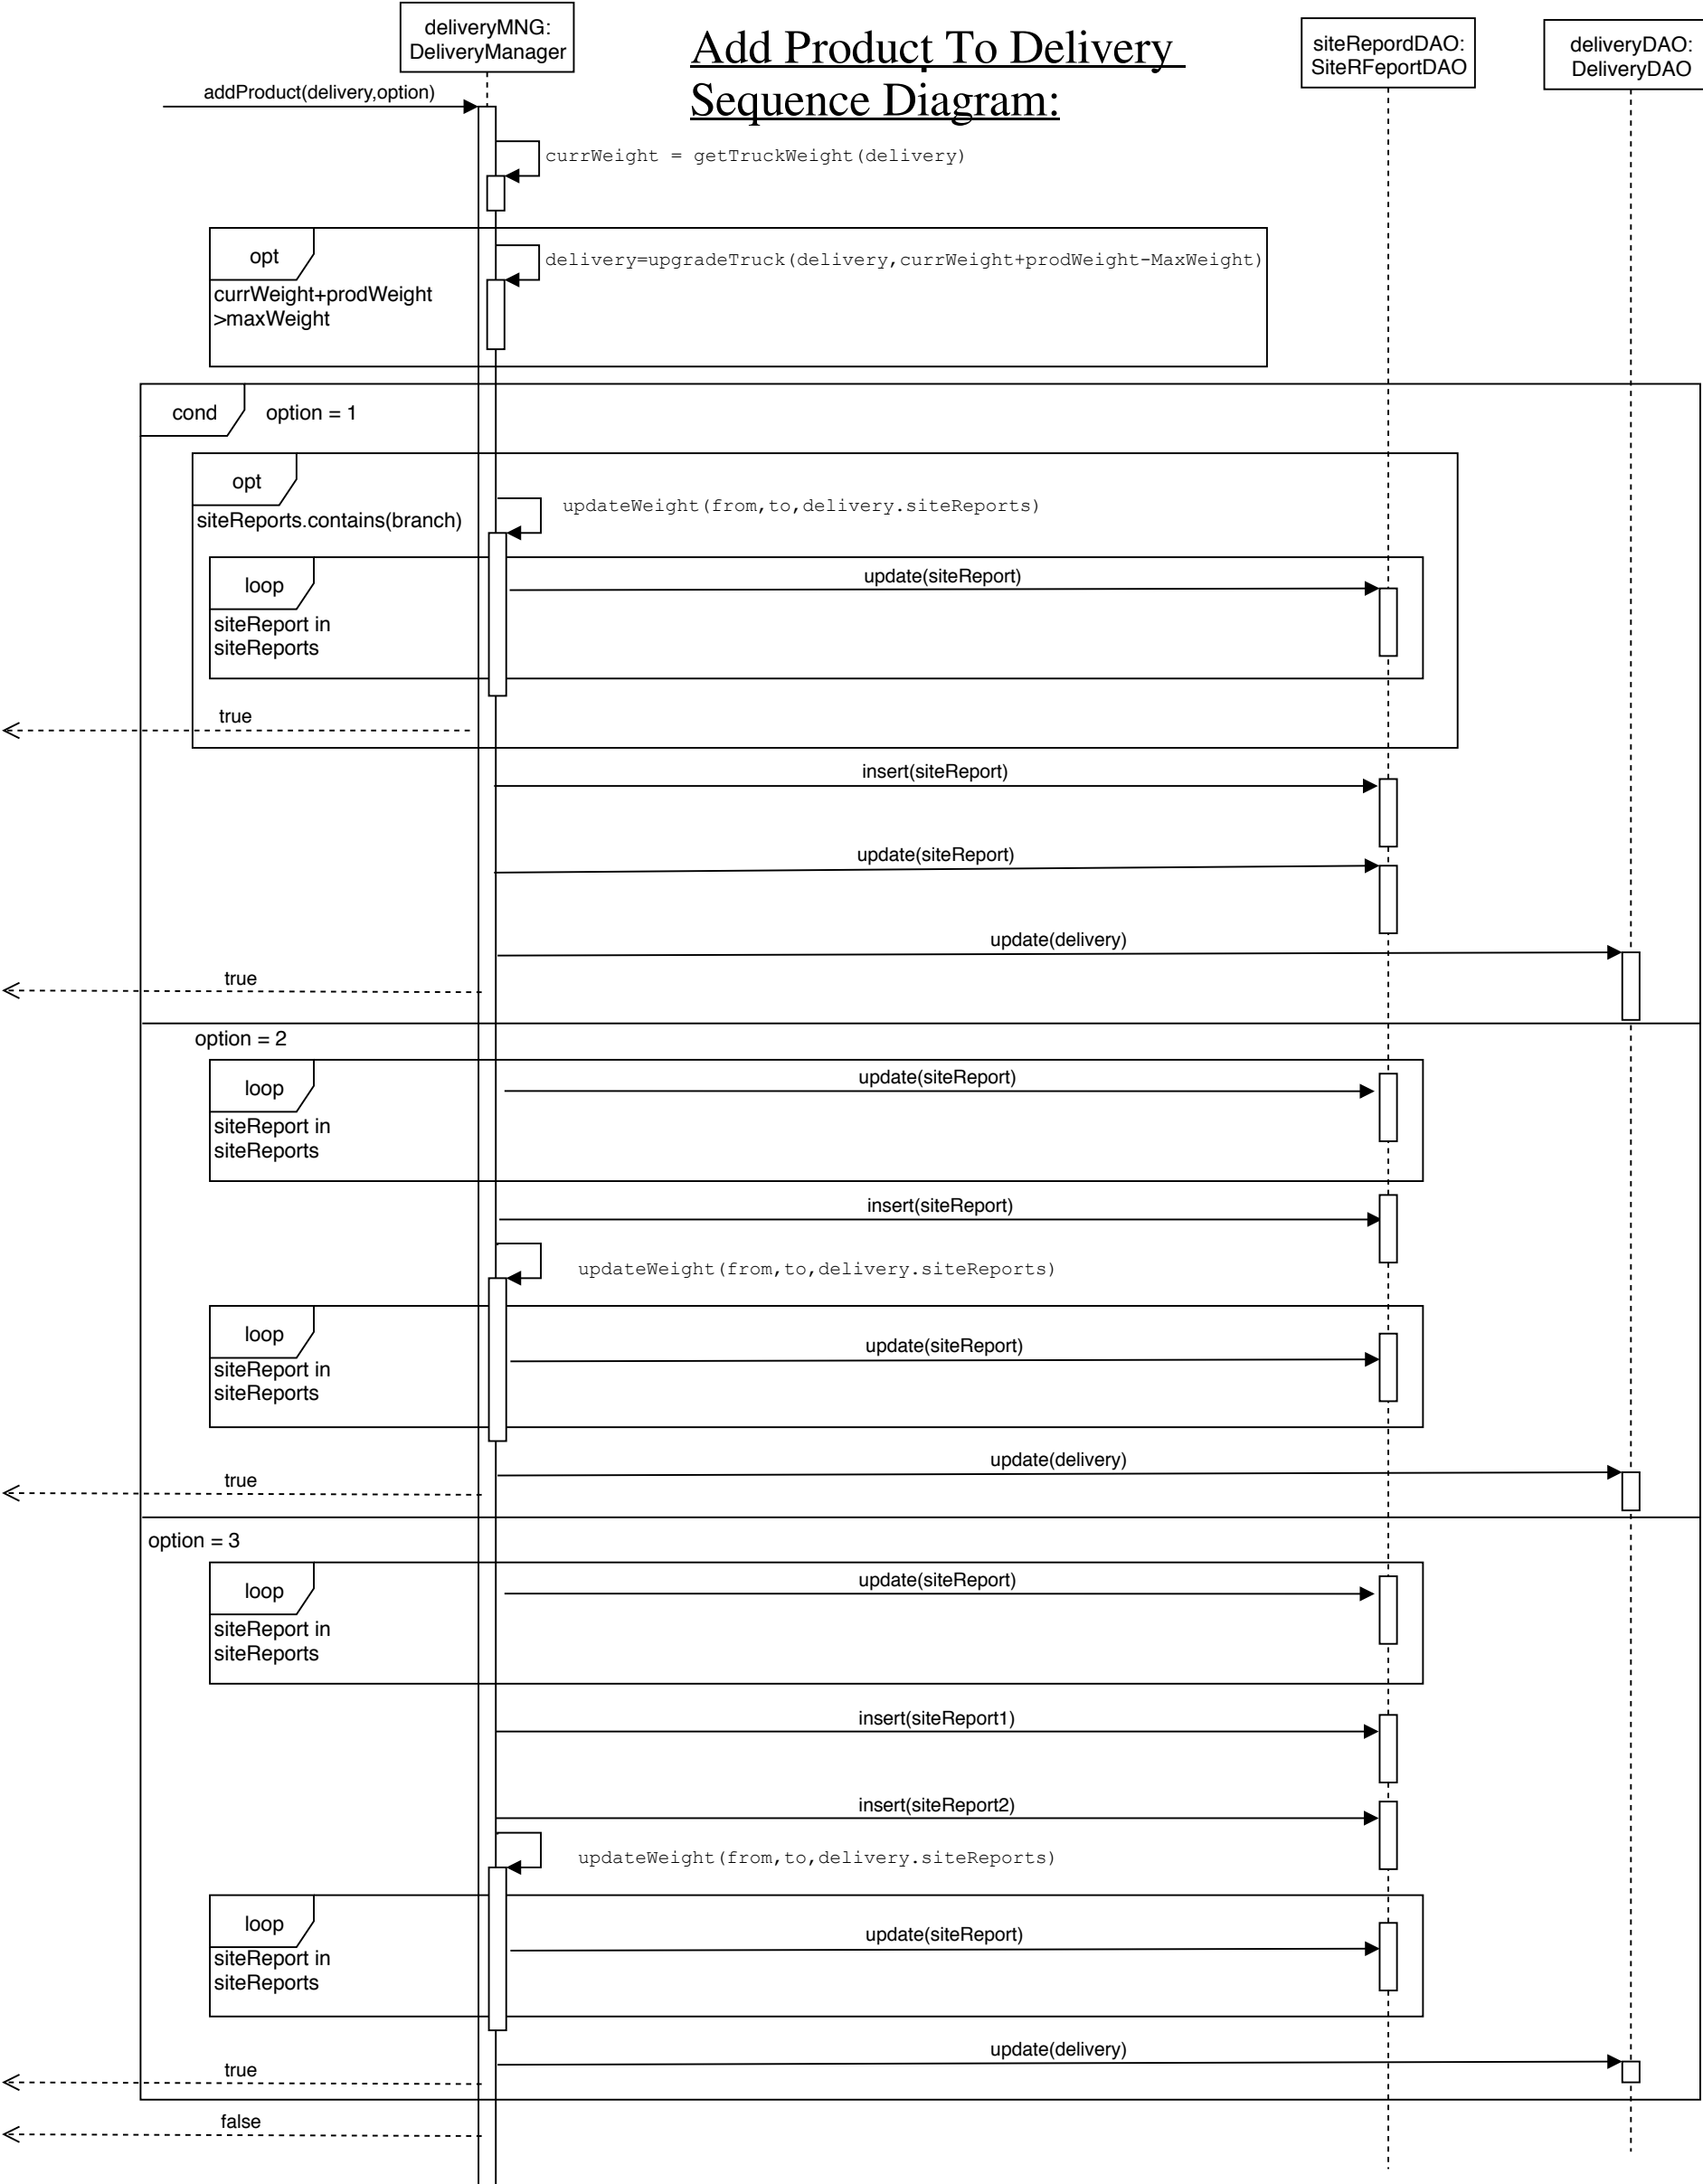 deliveryMNG:
DeliveryManager
Add Product To Delivery
Sequence Diagram:
siteRepordDAO:
SiteRFeportDAO
deliveryDAO:
DeliveryDAO
addProduct(delivery,option)
currWeight = getTruckWeight(delivery)
opt
delivery=upgradeTruck(delivery,currWeight+prodWeight-MaxWeight)
currWeight+prodWeight
>maxWeight
cond
option = 1
opt
updateWeight(from,to,delivery.siteReports)
siteReports.contains(branch)
loop
update(siteReport)
siteReport in
siteReports
true
insert(siteReport)
update(siteReport)
update(delivery)
true
option = 2
loop
update(siteReport)
siteReport in
siteReports
insert(siteReport)
updateWeight(from,to,delivery.siteReports)
loop
update(siteReport)
siteReport in
siteReports
update(delivery)
true
option = 3
loop
update(siteReport)
siteReport in
siteReports
insert(siteReport1)
insert(siteReport2)
updateWeight(from,to,delivery.siteReports)
loop
update(siteReport)
siteReport in
siteReports
update(delivery)
true
false